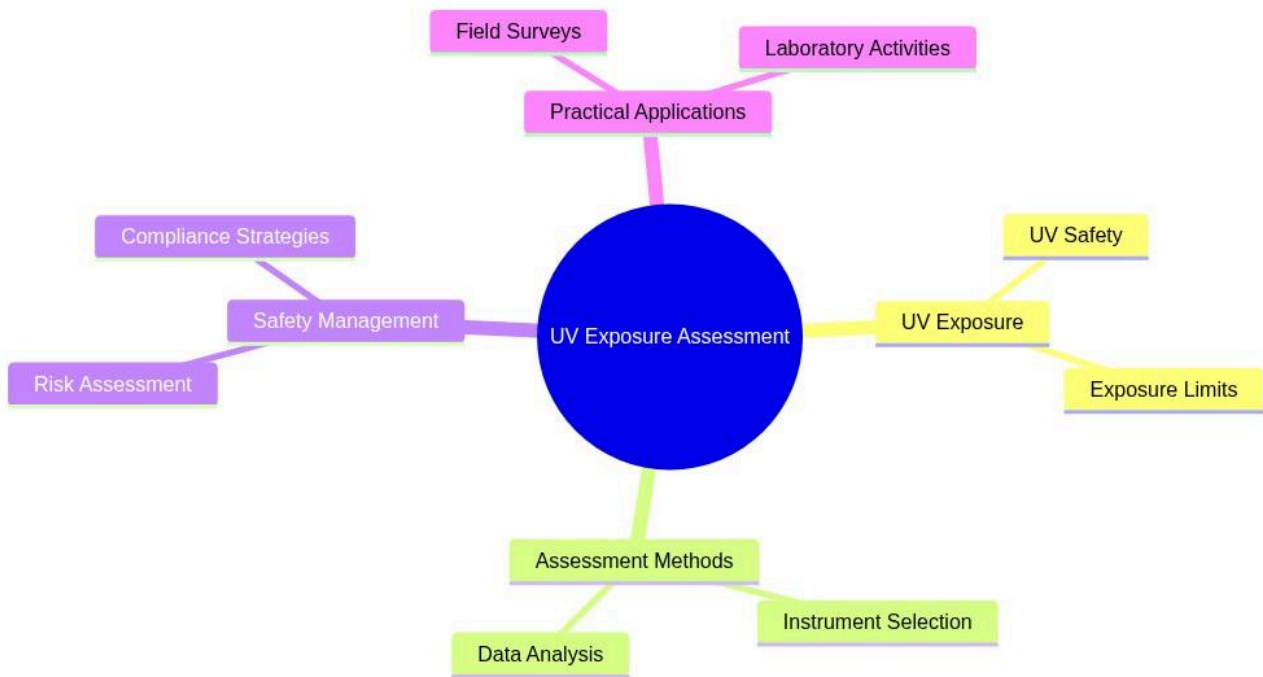 Field Surveys
Laboratory Activities
Practical Applications
Compliance Strategies
UV Safety
Safety Management
UV Exposure Assessment
UV Exposure
Risk Assessment
Exposure Limits
Assessment Methods
Instrument Selection
Data Analysis